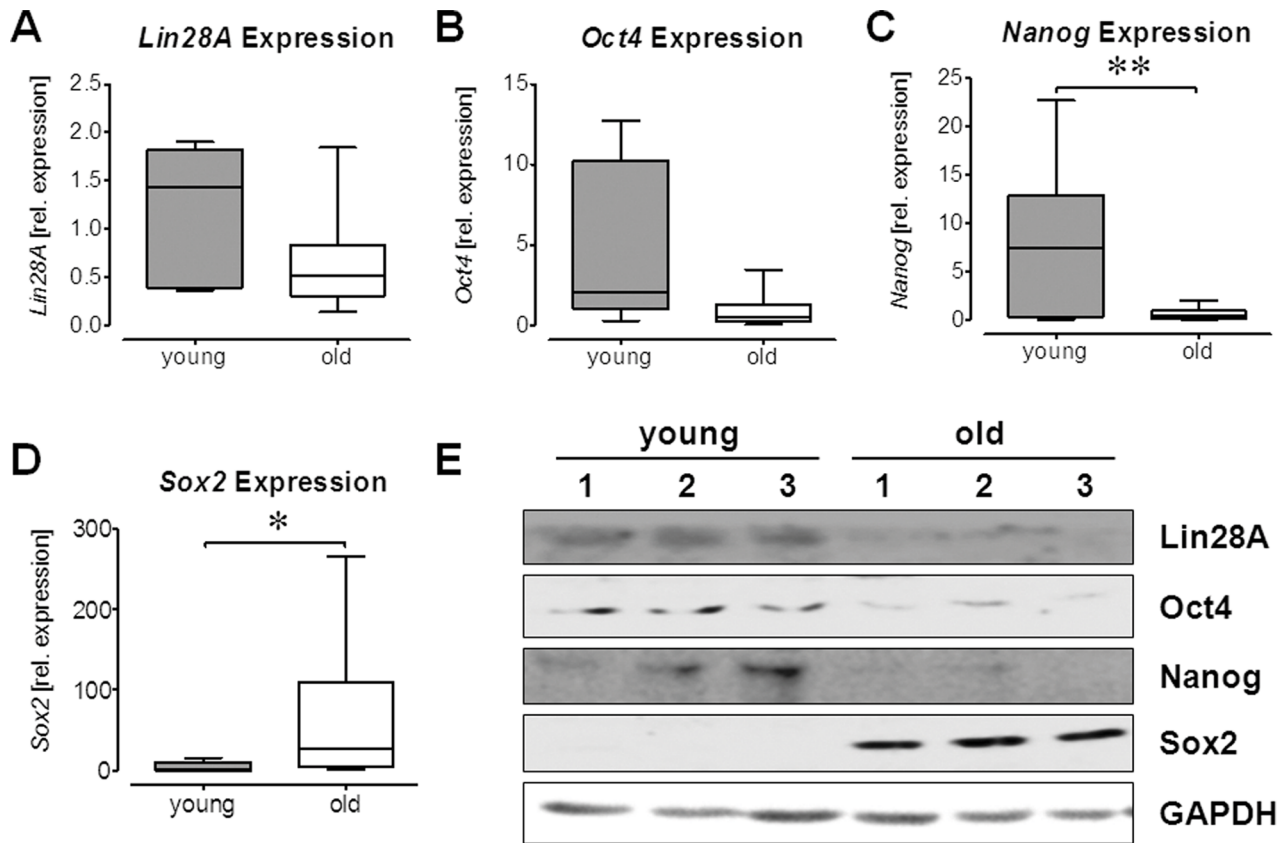 A
Lin28A Expression
Lin28A [rel. expression]
2.5
2.0
1.5
1.0
0.5
0.0
young old
B
Oct4 Expression
Oct4 [rel. expression]
15
10
5
0
young old
C
Nanog Expression
**
Nanog [rel. expression]
25
20
15
10
5
0
young old
D
Sox2 Expression
*
Sox2 [rel. expression]
300
200
100
0
young old
E
young old
1 2 3 1 2 3
Lin28A
Oct4
Nanog
Sox2
GAPDH